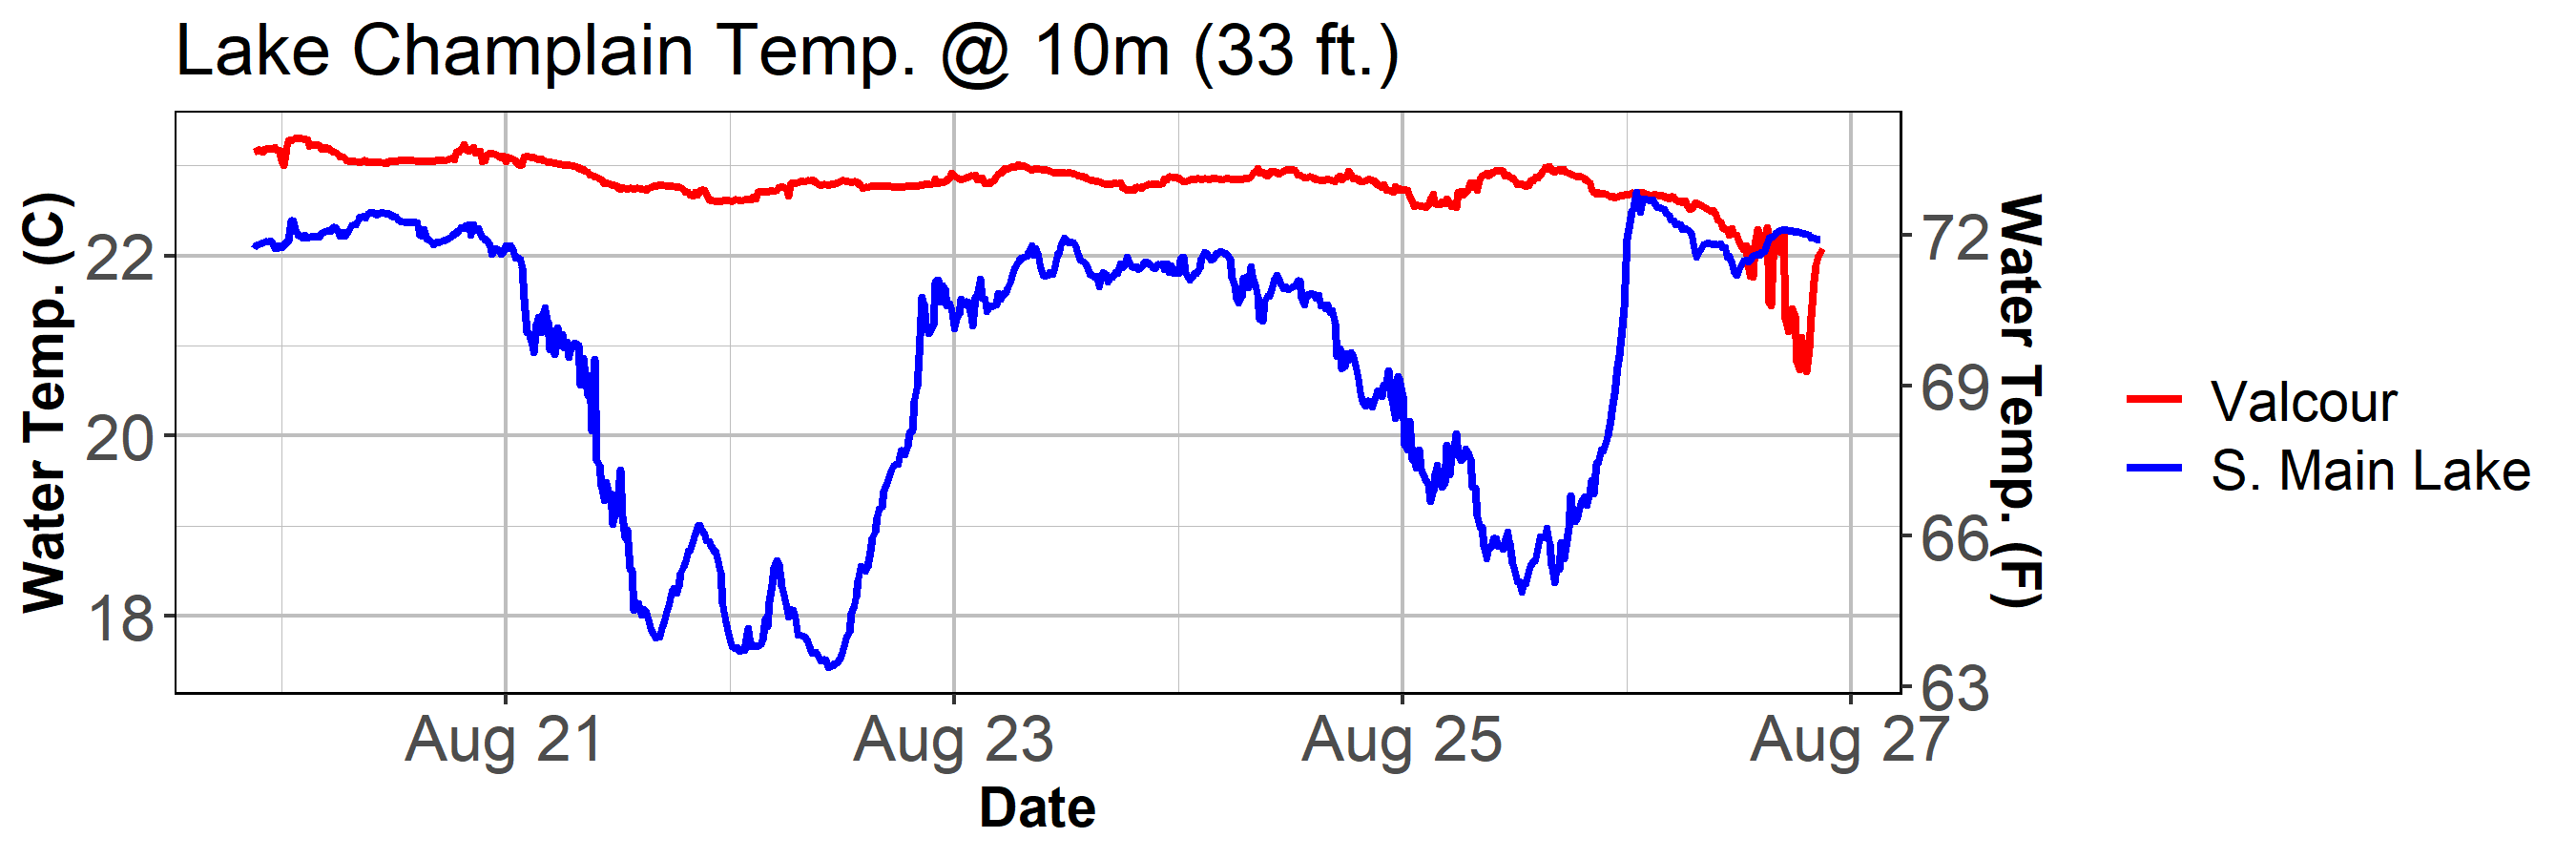 Lake Champlain Temp. @ 10m (33 ft.)
Water Temp. (C)
22
20
18
72
69
66
63
Water Temp. (F)
Aug 21
Aug 23
Aug 25
Aug 27
Date
Valcour
S. Main Lake